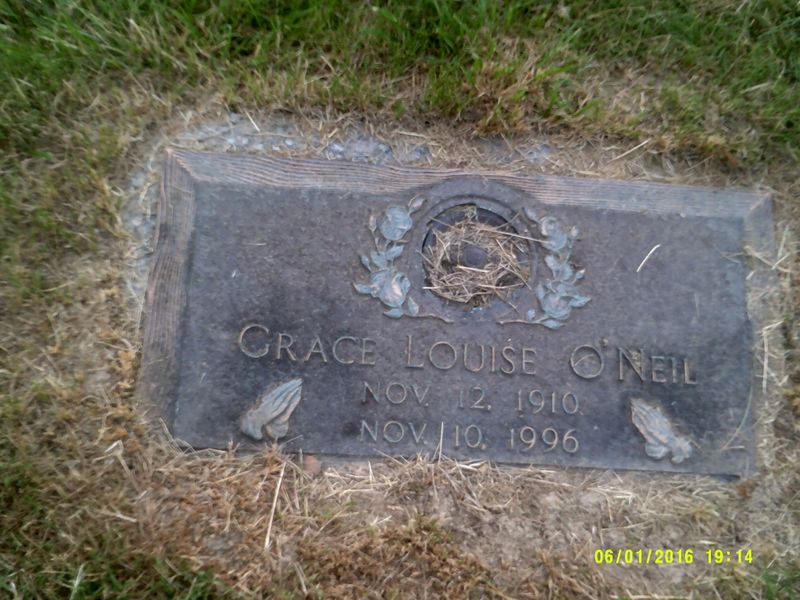 GRACE LOUISE O'NEIL
NOV. 12, 1910
NOV. 10, 1996
06/01/2016 19:14